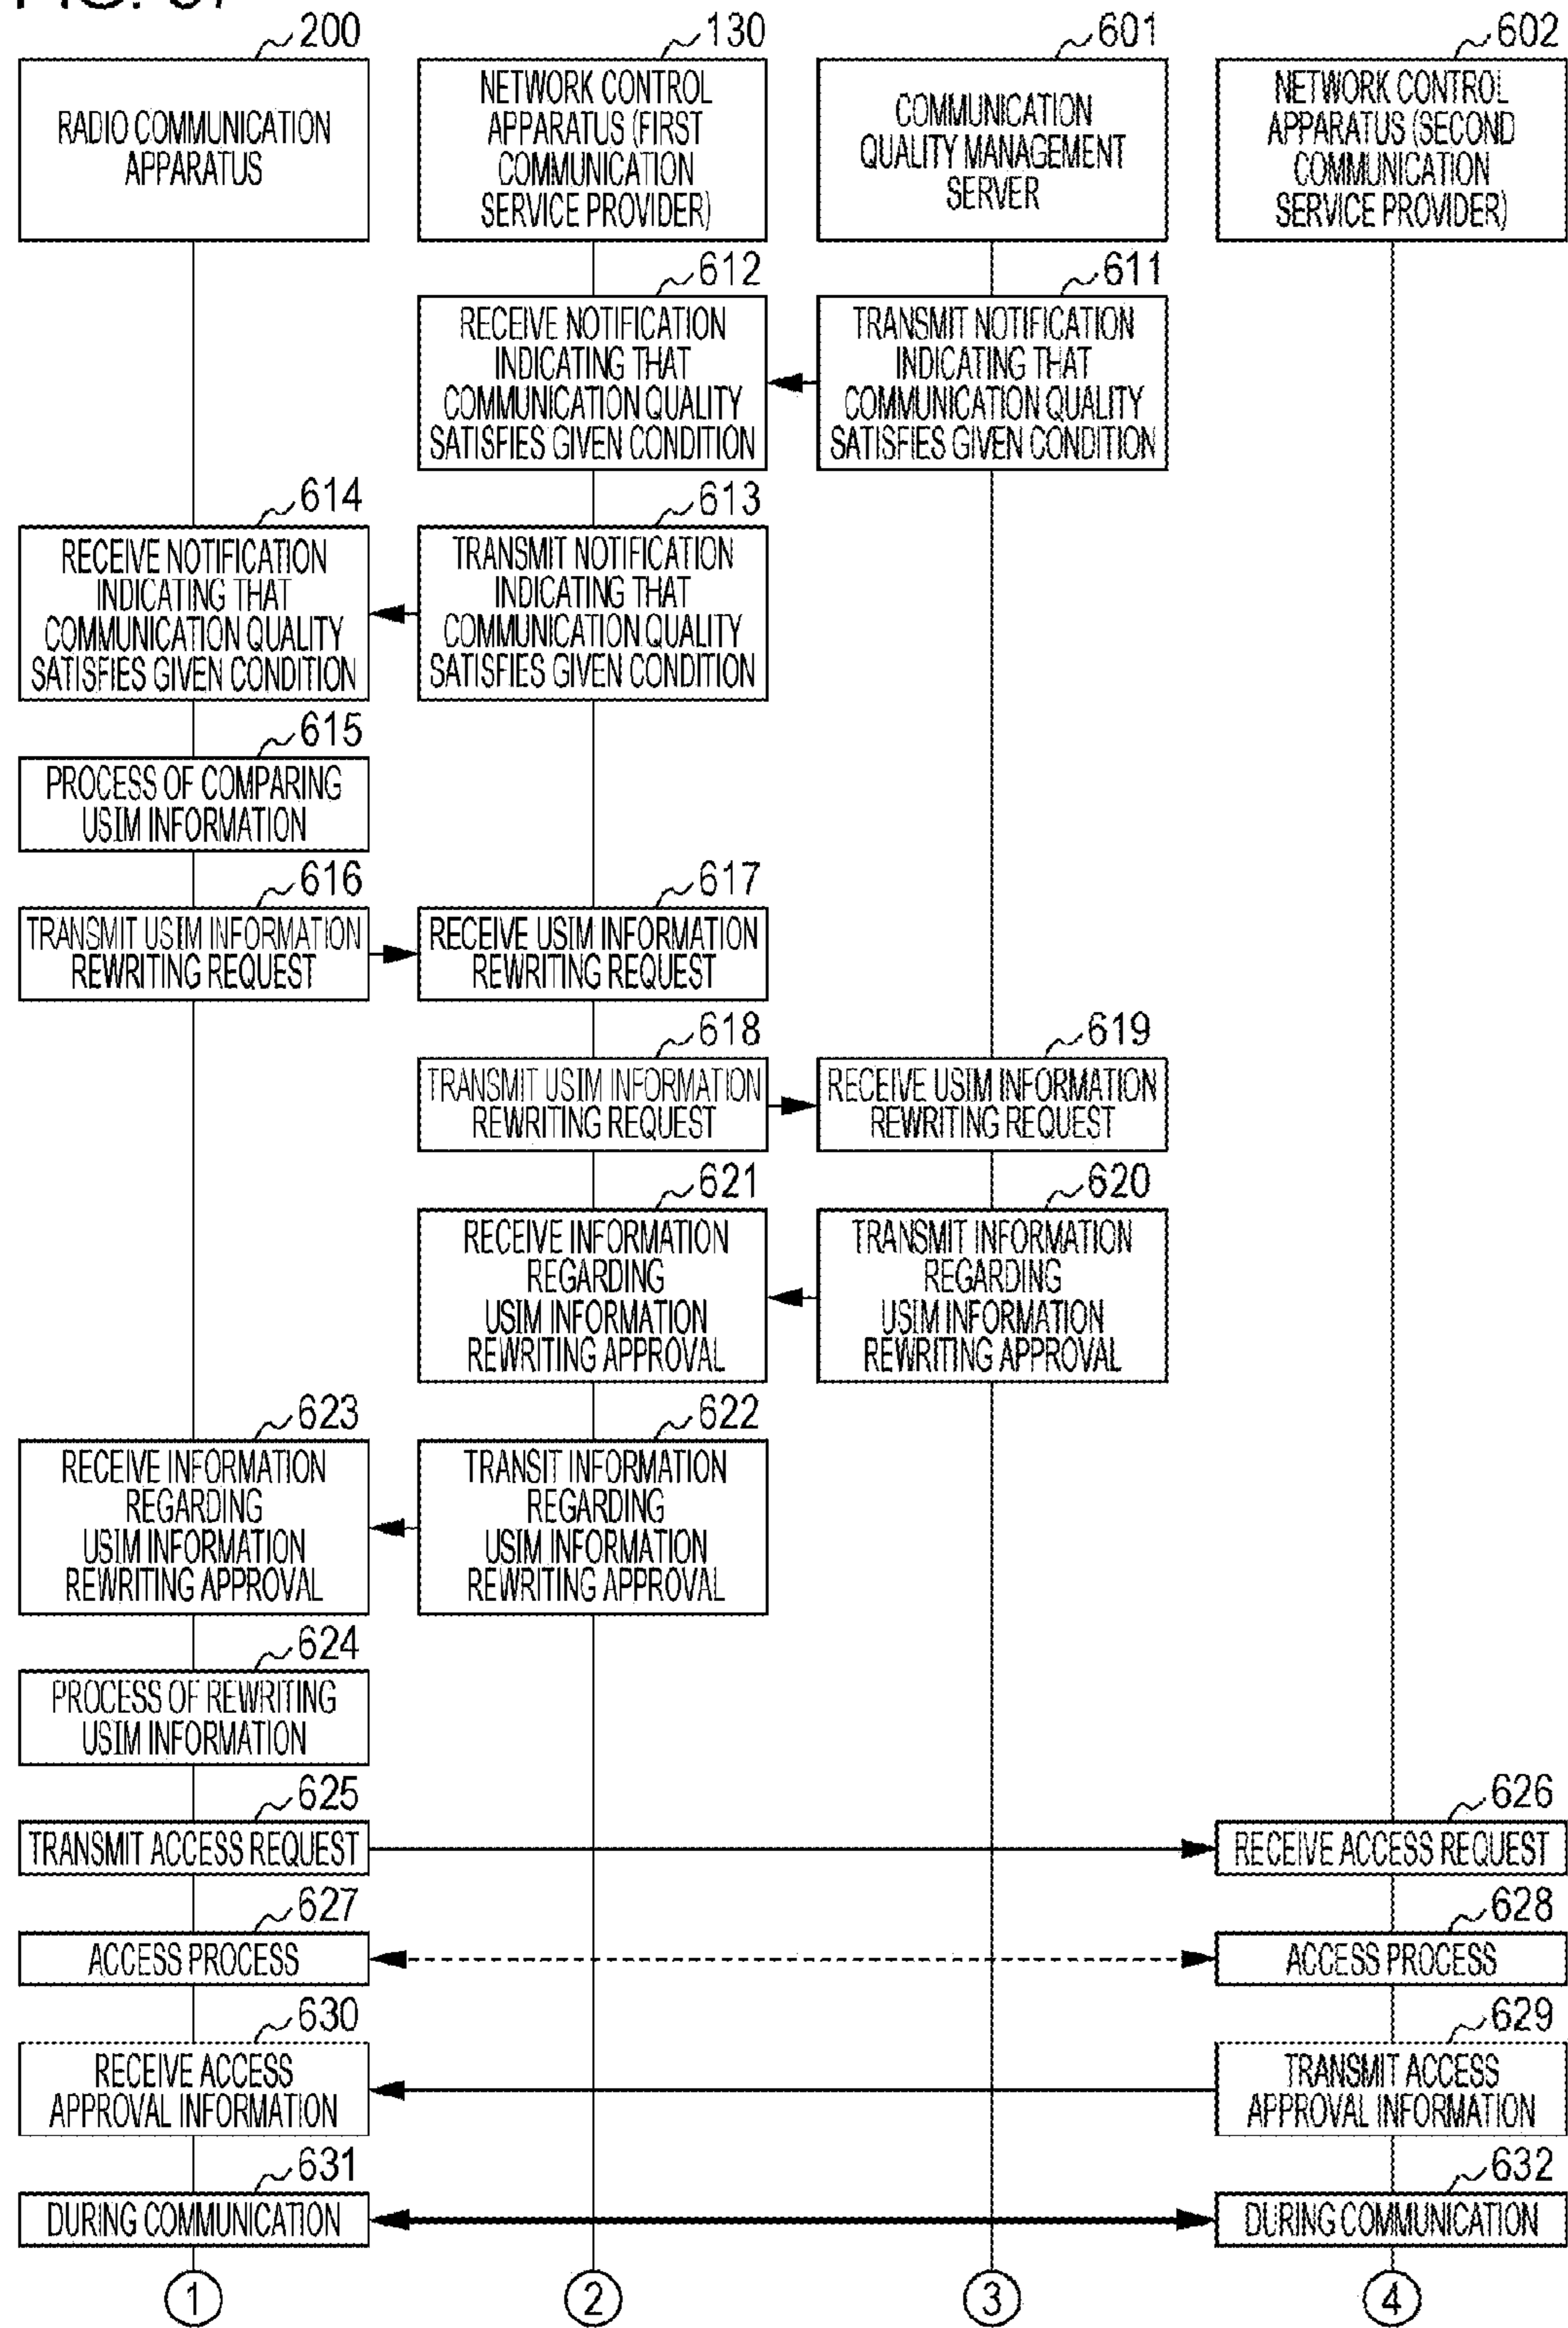 200
130
601
602
RADIO COMMUNICATION
APPARATUS
NETWORK CONTROL
APPARATUS (FIRST
COMMUNICATION
SERVICE PROVIDER)
COMMUNICATION
QUALITY MANAGEMENT
SERVER
NETWORK CONTROL
APPARATUS (SECOND
COMMUNICATION
SERVICE PROVIDER)
612
RECEIVE NOTIFICATION
INDICATING THAT
COMMUNICATION QUALITY
SATISFIES GIVEN CONDITION
611
TRANSMIT NOTIFICATION
INDICATING THAT
COMMUNICATION QUALITY
SATISFIES GIVEN CONDITION
614
RECEIVE NOTIFICATION
INDICATING THAT
COMMUNICATION QUALITY
SATISFIES GIVEN CONDITION
613
TRANSMIT NOTIFICATION
INDICATING THAT
COMMUNICATION QUALITY
SATISFIES GIVEN CONDITION
615
PROCESS OF COMPARING
USIM INFORMATION
616
TRANSMIT USIM INFORMATION
REWRITING REQUEST
617
RECEIVE USIM INFORMATION
REWRITING REQUEST
618
TRANSMIT USIM INFORMATION
REWRITING REQUEST
619
RECEIVE USIM INFORMATION
REWRITING REQUEST
621
RECEIVE INFORMATION
REGARDING
USIM INFORMATION
REWRITING APPROVAL
620
TRANSMIT INFORMATION
REGARDING
USIM INFORMATION
REWRITING APPROVAL
623
RECEIVE INFORMATION
REGARDING
USIM INFORMATION
REWRITING APPROVAL
622
TRANSIT INFORMATION
REGARDING
USIM INFORMATION
REWRITING APPROVAL
624
PROCESS OF REWRITING
USIM INFORMATION
625
TRANSMIT ACCESS REQUEST
626
RECEIVE ACCESS REQUEST
627
ACCESS PROCESS
628
ACCESS PROCESS
630
RECEIVE ACCESS
APPROVAL INFORMATION
629
TRANSMIT ACCESS
APPROVAL INFORMATION
631
DURING COMMUNICATION
632
DURING COMMUNICATION
1
2
3
4